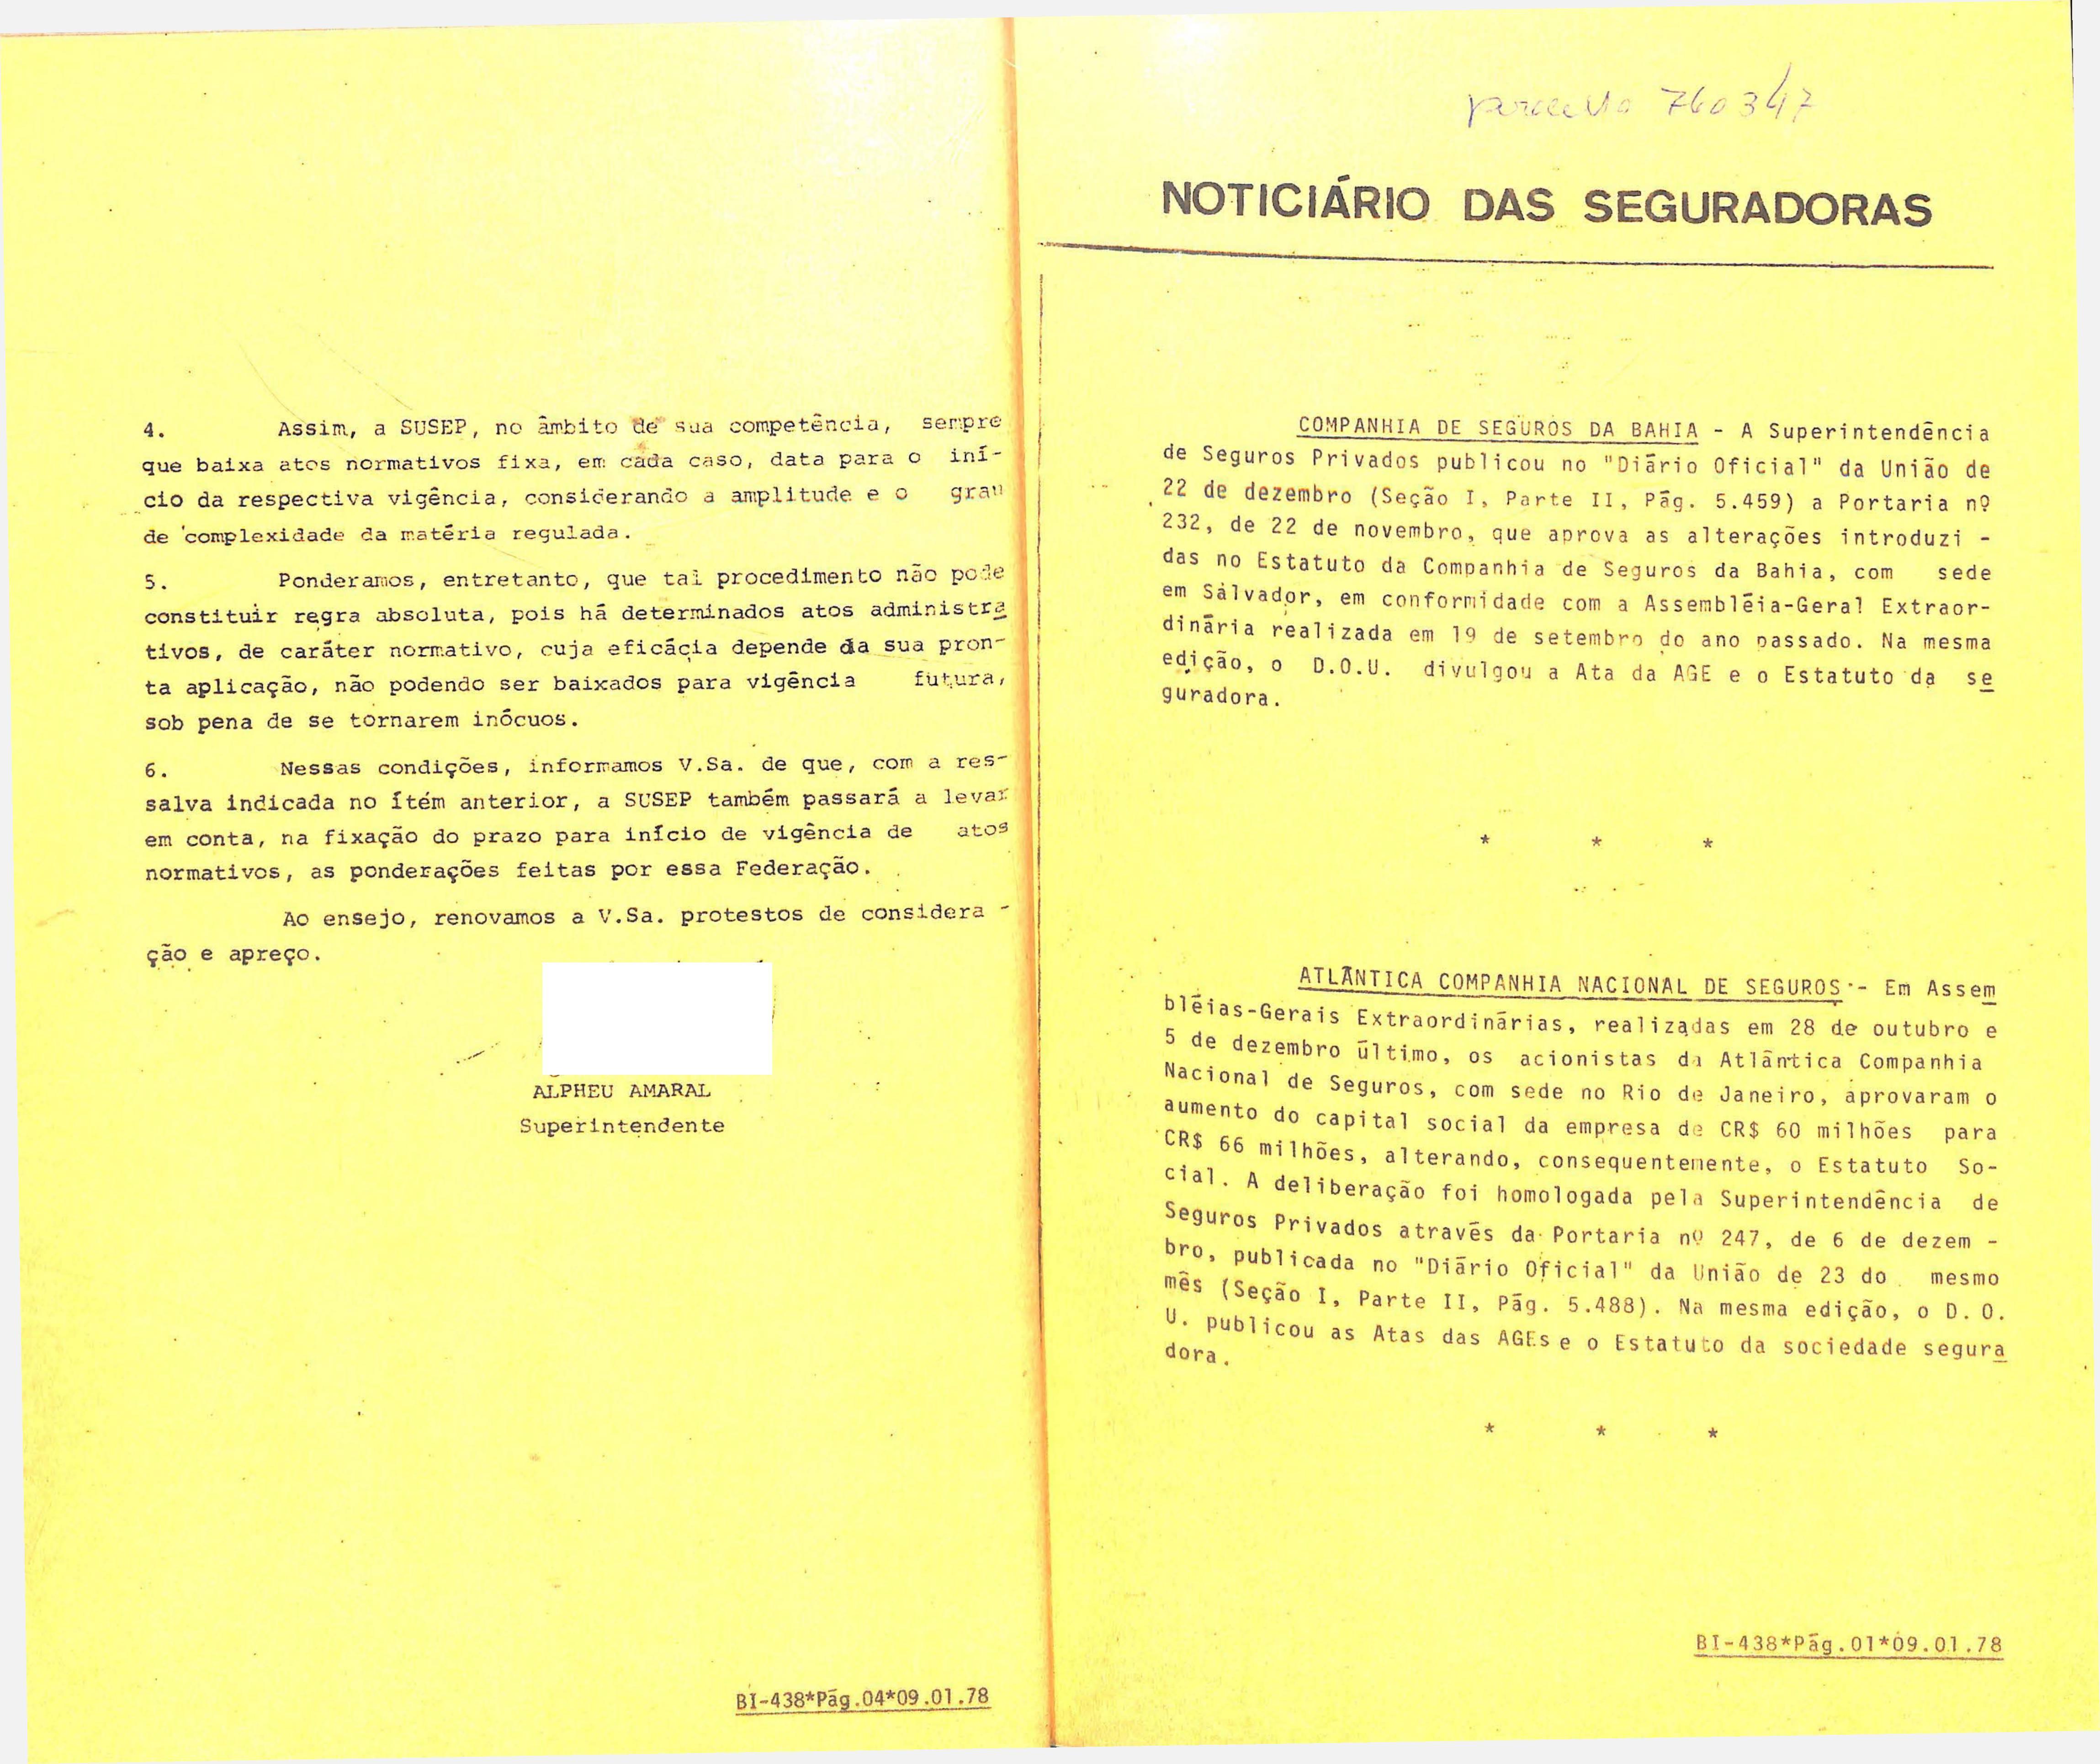 4. Assim, a SUSEP, no âmbito de sua competência, sempre
que baixa atos normativos fixa, em cada caso, data para o iní-
cio da respectiva vigência, considerando a amplitude e o grau
de complexidade da matéria regulada.
5. Ponderamos, entretanto, que tal procedimento não pode
constituir regra absoluta, pois há determinados atos administra
tivos, de caráter normativo, cuja eficácia depende da sua pron-
ta aplicação, não podendo ser baixados para vigência futura,
sob pena de se tornarem inócuos.
6. Nessas condições, informamos V.Sa. de que, com a res-
salva indicada no ítém anterior, a SUSEP também passará a levar
em conta, na fixação do prazo para início de vigência de atos
normativos, as ponderações feitas por essa Federação.
Ao ensejo, renovamos a V.Sa. protestos de considera -
ção e apreço.
ALPHEU AMARAL
Superintendente
BI-438*Pág.04*09.01.78
760347
NOTICIÁRIO DAS SEGURADORAS
COMPANHIA DE SEGUROS DA BAHIA - A Superintendência
de Seguros Privados publicou no "Diário Oficial" da União de
22 de dezembro (Seção I, Parte II, Pág. 5.459) a Portaria nº
232, de 22 de novembro, que aprova as alterações introduzi -
das no Estatuto da Companhia de Seguros da Bahia, com sede
em Salvador, em conformidade com a Assembléia-Geral Extraor-
dinária realizada em 19 de setembro do ano passado. Na mesma
edição, o D.O.U. divulgou a Ata da AGE e o Estatuto da se
guradora.
* * *
ATLÂNTICA COMPANHIA NACIONAL DE SEGUROS - Em Assem
bléias-Gerais Extraordinárias, realizadas em 28 de outubro e
5 de dezembro último, os acionistas da Atlântica Companhia
Nacional de Seguros, com sede no Rio de Janeiro, aprovaram o
aumento do capital social da empresa de CR$ 60 milhões para
CR$ 66 milhões, alterando, consequentemente, o Estatuto So-
cial. A deliberação foi homologada pela Superintendência de
Seguros Privados através da Portaria nº 247, de 6 de dezem -
bro, publicada no "Diário Oficial" da União de 23 do mesmo
mês (Seção I, Parte II, Pág. 5.488). Na mesma edição, o D. O.
U. publicou as Atas das AGEs e o Estatuto da sociedade segura
dora.
* * *
BI-438*Pág.01*09.01.78